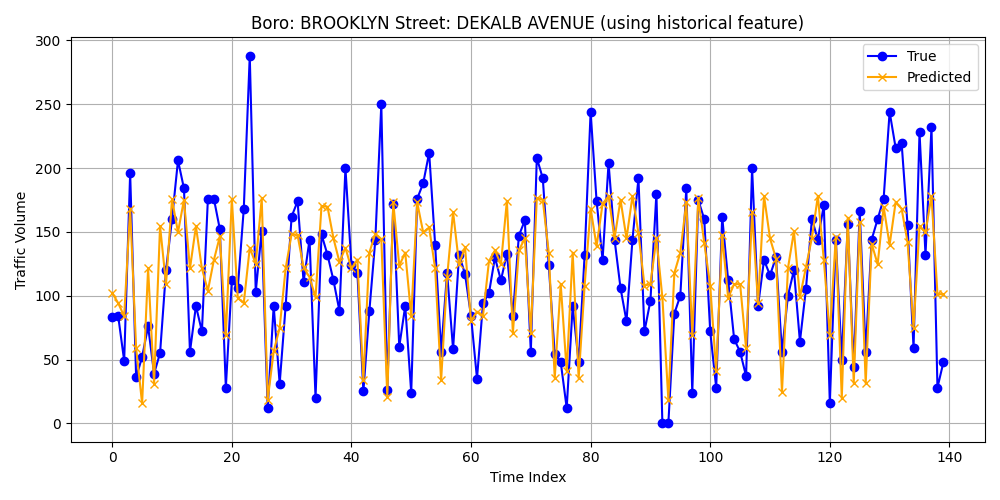 Boro: BROOKLYN Street: DEKALB AVENUE (using historical feature)
True
Predicted
Traffic Volume
300
250
200
150
100
50
0
0 20 40 60 80 100 120 140
Time Index